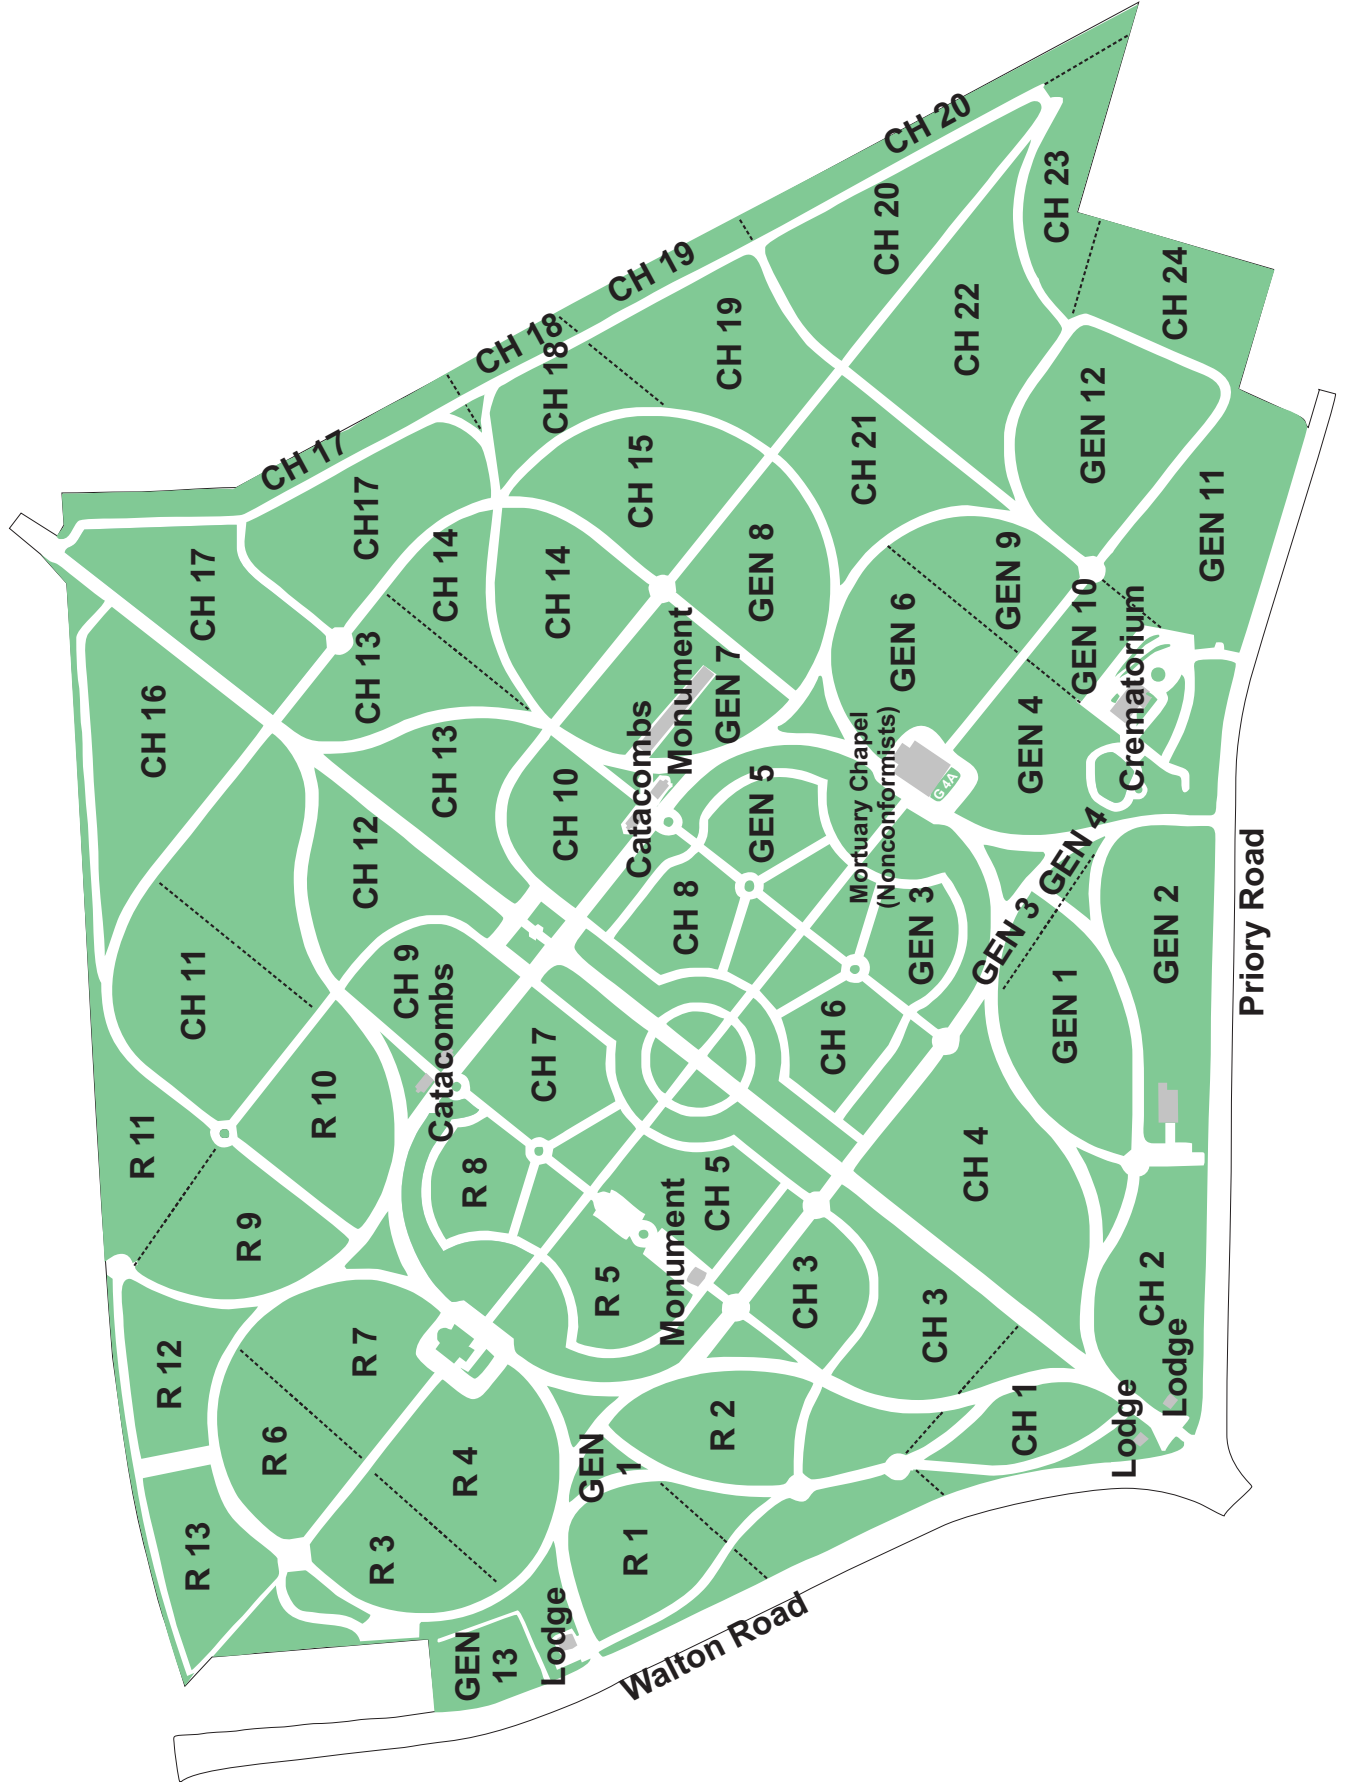 CH 20
CH 23
CH 20
CH 24
CH 19
CH 22
CH 19
CH 18
CH 18
GEN 12
CH 17
CH 21
CH 15
CH17
GEN 11
CH 14
GEN 8
GEN 9
CH 17
CH 14
GEN 10
GEN 6
CH 13
Monument
GEN 7
Crematorium
CH 16
GEN 4
CH 13
Catacombs
G 4A
Mortuary Chapel
(Nonconformists)
CH 10
GEN 5
GEN 4
CH 12
CH 8
GEN 3
GEN 2
Priory Road
GEN 3
CH 9
CH 11
GEN 1
Catacombs
CH 7
CH 6
R 10
R 11
CH 4
R 8
CH 5
R 9
Monument
R 5
CH 3
CH 2
CH 3
R 7
Lodge
R 12
R 2
CH 1
Lodge
R 6
R 4
GEN
1
R 1
R 13
R 3
Lodge
GEN
13
Walton Road